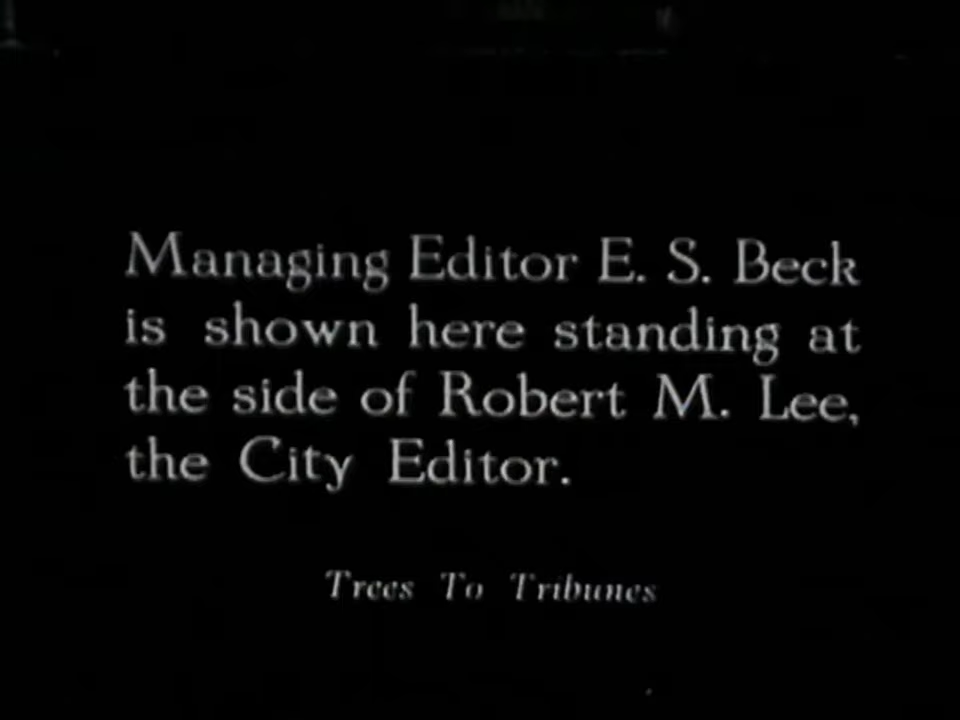 Managing Editor E. S. Beck
is shown here standing at
the side of Robert M. Lee,
the City Editor.
Trees To Tribunes